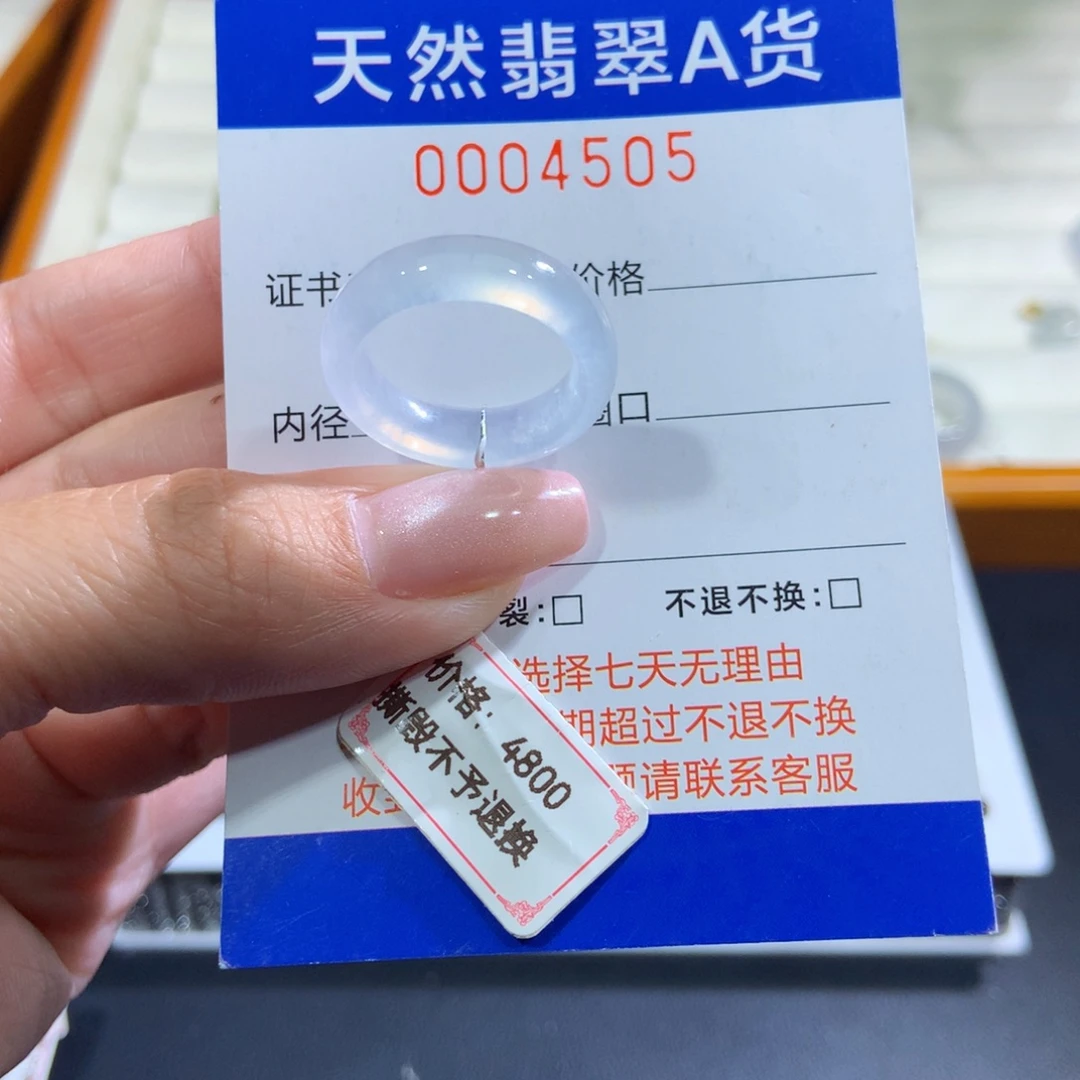 天然翡翠A货
0004505
证书 价格
内径 圈口
裂:□ 不退不换:□
选择七天无理由
期超过不退不换
收 请联系客服
价格: 4800
撕毁不予退换